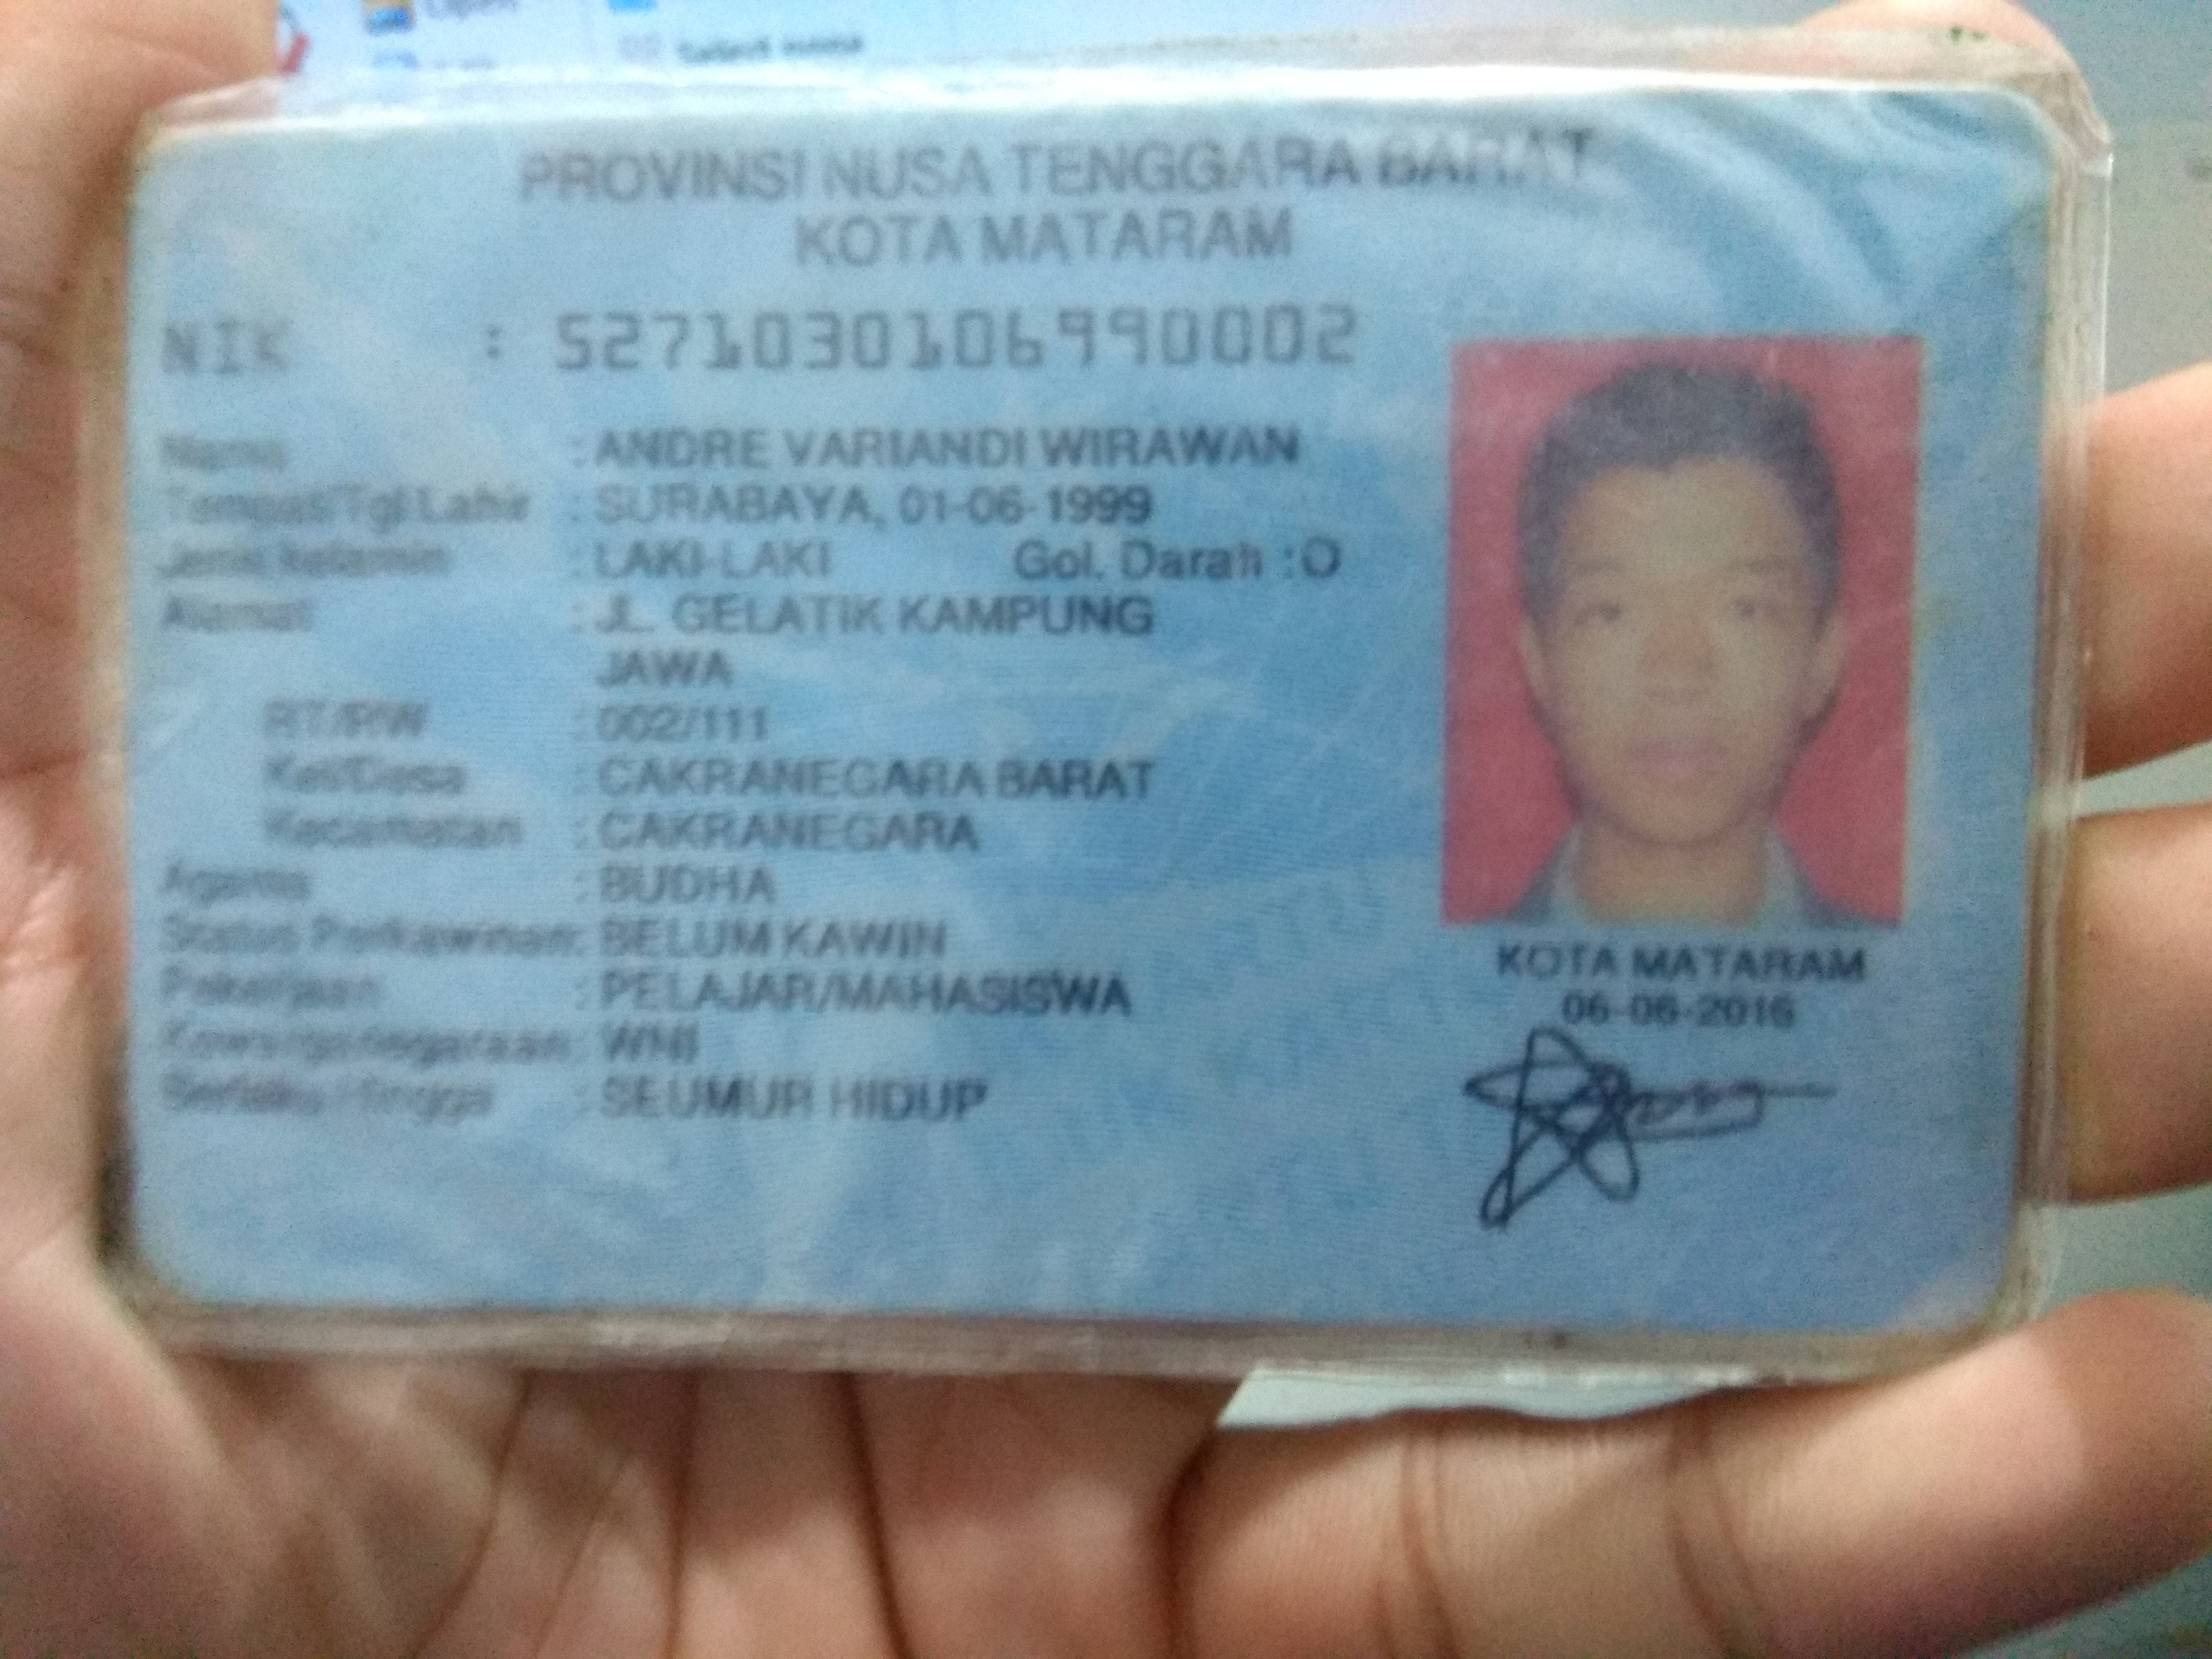 Select none
PROVINSI NUSA TENGGARA BARAT
KOTA MATARAM
NIK : 5271030106990002
Nama : ANDRE VARIANDI WIRAWAN
Tempat/Tgl Lahir : SURABAYA, 01-06-1999
Jenis kelamin : LAKI-LAKI Gol. Darah : O
Alamat : JL. GELATIK KAMPUNG
JAWA
RT/RW : 002/111
Kel/Desa : CAKRANEGARA BARAT
Kecamatan : CAKRANEGARA
Agama : BUDHA
Status Perkawinan: BELUM KAWIN
Pekerjaan : PELAJAR/MAHASISWA
Kewarganegaraan: WNI
Berlaku Hingga : SEUMUR HIDUP
KOTA MATARAM
06-06-2016